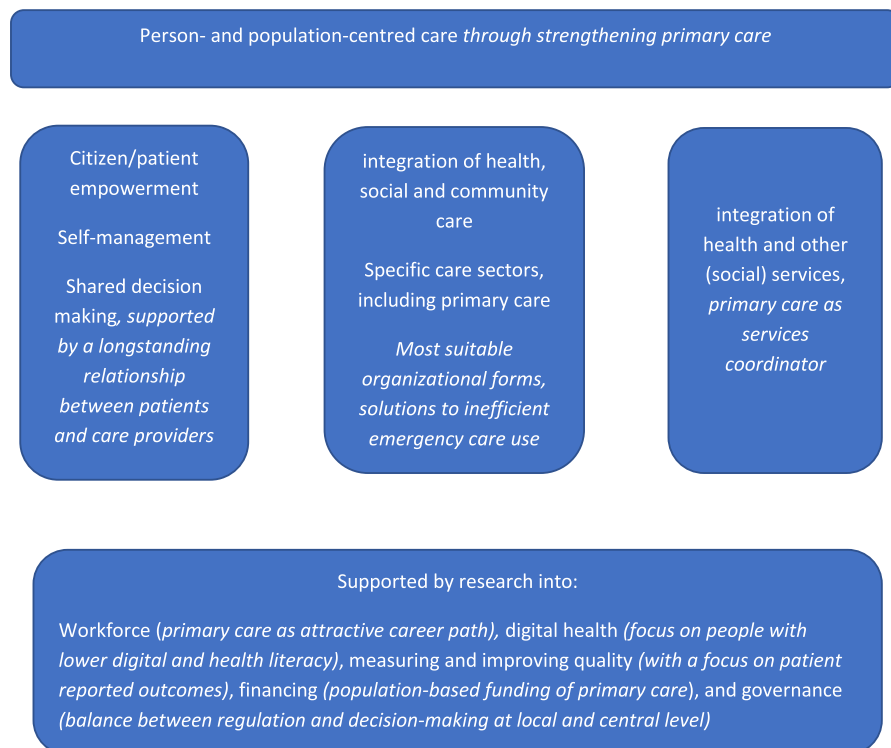 Person- and population-centred care through strengthening primary care
Citizen/patient
empowerment
Self-management
Shared decision
making, supported
by a longstanding
relationship
between patients
and care providers
integration of health,
social and community
care
Specific care sectors,
including primary care
Most suitable
organizational forms,
solutions to inefficient
emergency care use
integration of
health and other
(social) services,
primary care as
services
coordinator
Supported by research into:
Workforce (primary care as attractive career path), digital health (focus on people with
lower digital and health literacy), measuring and improving quality (with a focus on patient
reported outcomes), financing (population-based funding of primary care), and governance
(balance between regulation and decision-making at local and central level)